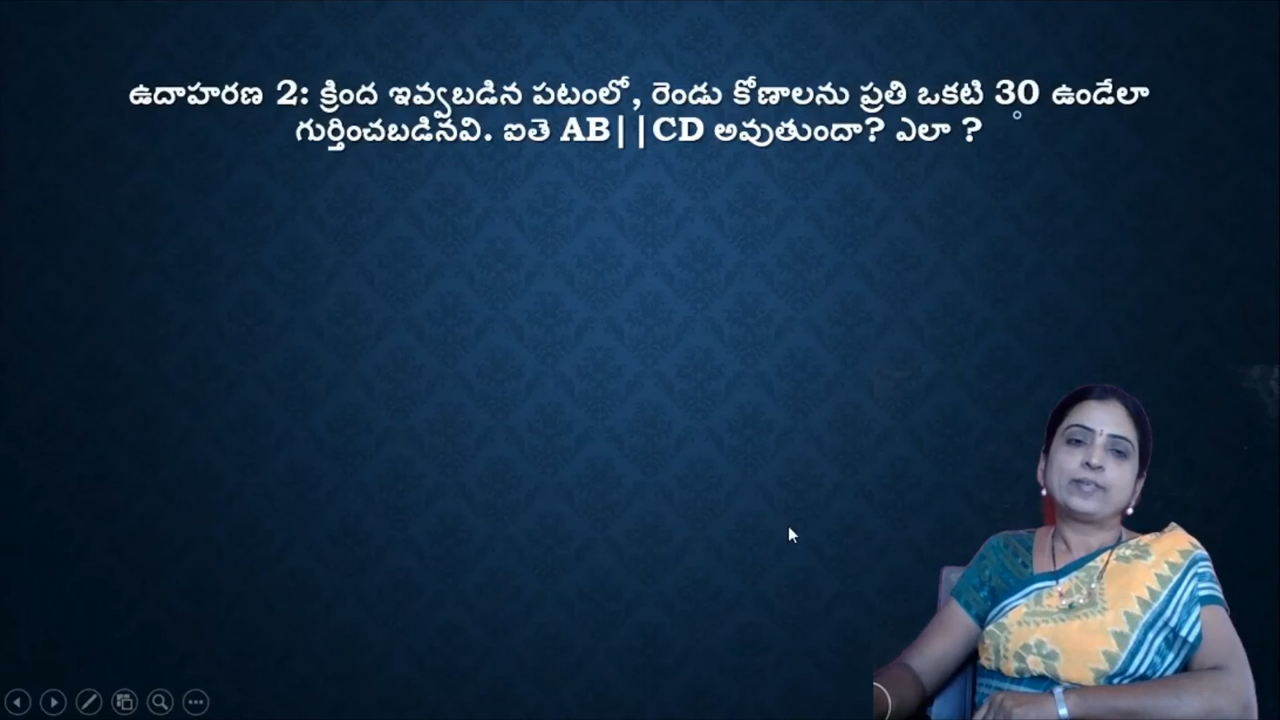 ఉదాహరణ 2: క్రింద ఇవ్వబడిన పటంలో, రెండు కోణాలను ప్రతి ఒకటి 30° ఉండేలా
గుర్తించబడినవి. ఐతె AB||CD అవుతుందా? ఎలా ?